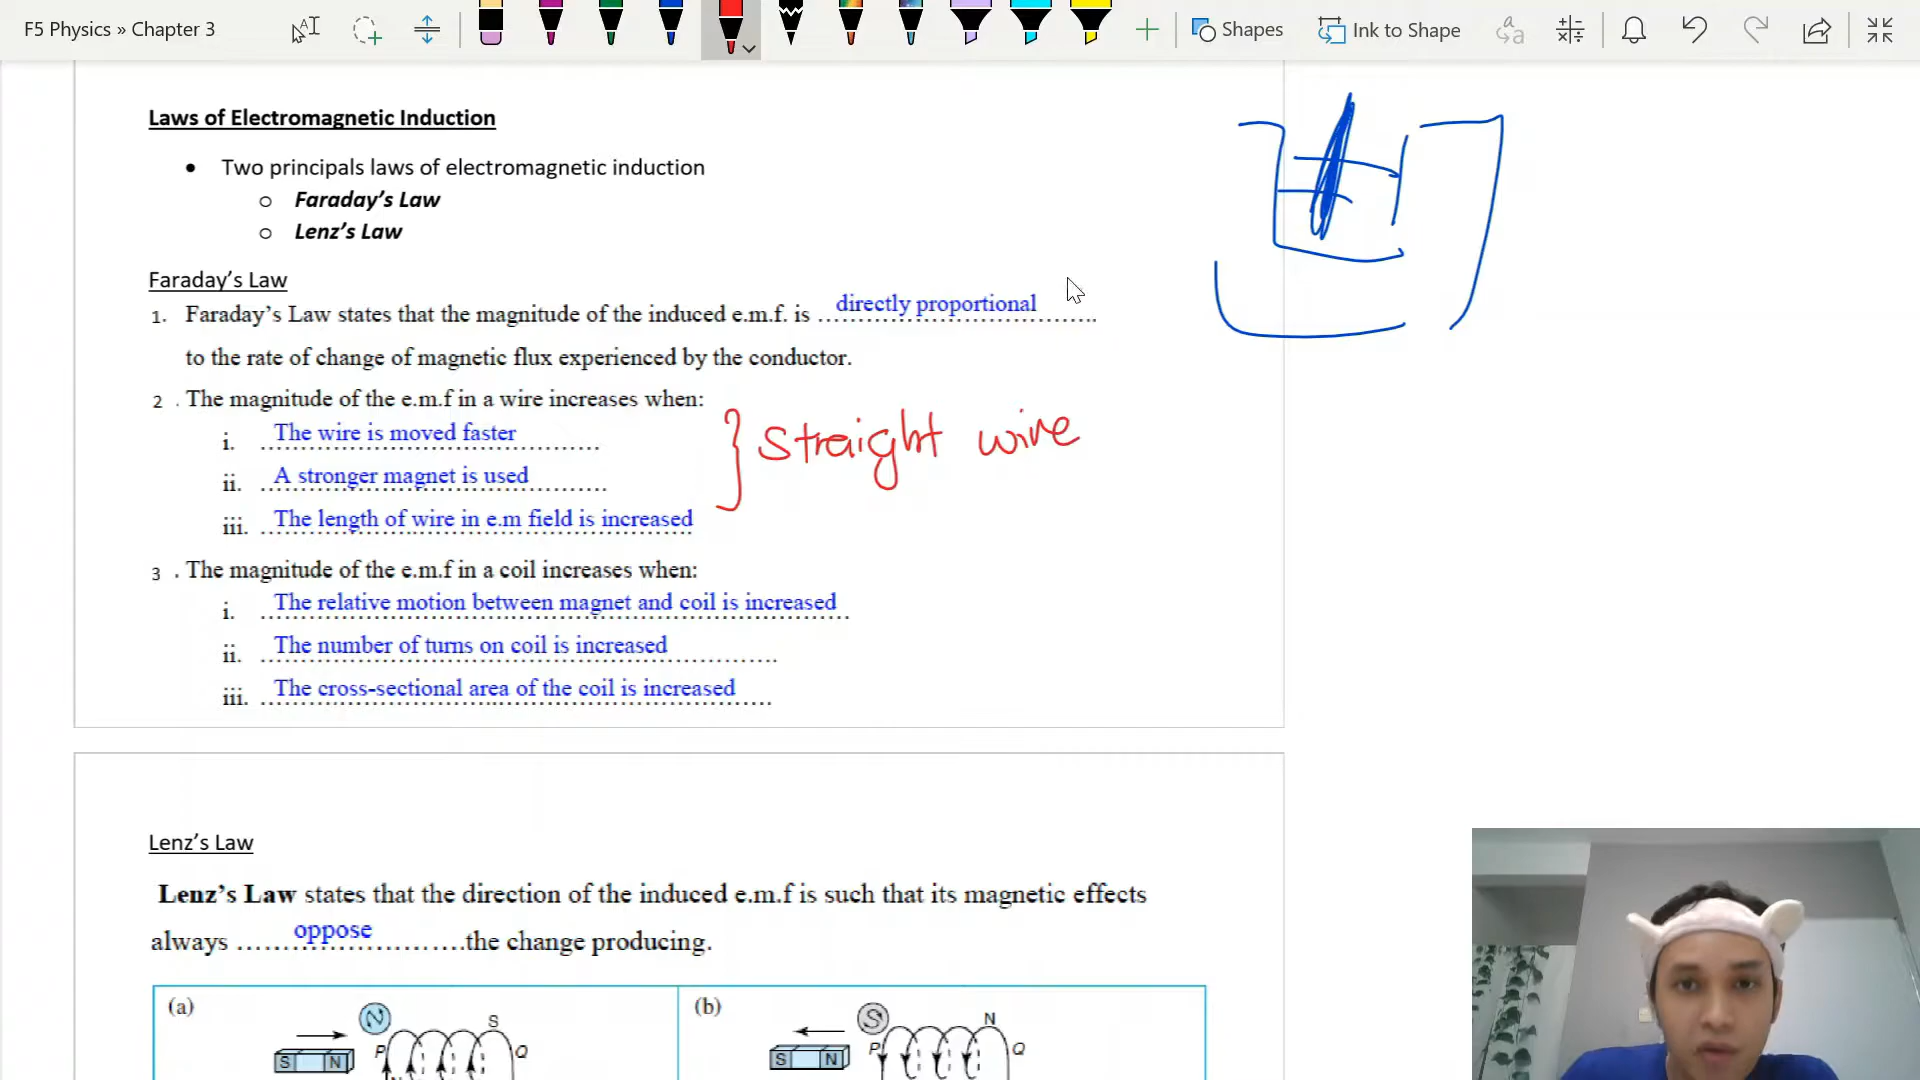 F5 Physics » Chapter 3
Shapes
Ink to Shape
Laws of Electromagnetic Induction
• Two principals laws of electromagnetic induction
o Faraday's Law
o Lenz's Law
Faraday's Law
1. Faraday's Law states that the magnitude of the induced e.m.f. is directly proportional
to the rate of change of magnetic flux experienced by the conductor.
2 . The magnitude of the e.m.f in a wire increases when:
i. The wire is moved faster
ii. A stronger magnet is used
iii. The length of wire in e.m field is increased
} straight wire
3 . The magnitude of the e.m.f in a coil increases when:
i. The relative motion between magnet and coil is increased
ii. The number of turns on coil is increased
iii. The cross-sectional area of the coil is increased
Lenz's Law
Lenz's Law states that the direction of the induced e.m.f is such that its magnetic effects
always oppose the change producing.
(a) N S
S N P Q
(b) S N
S N P Q